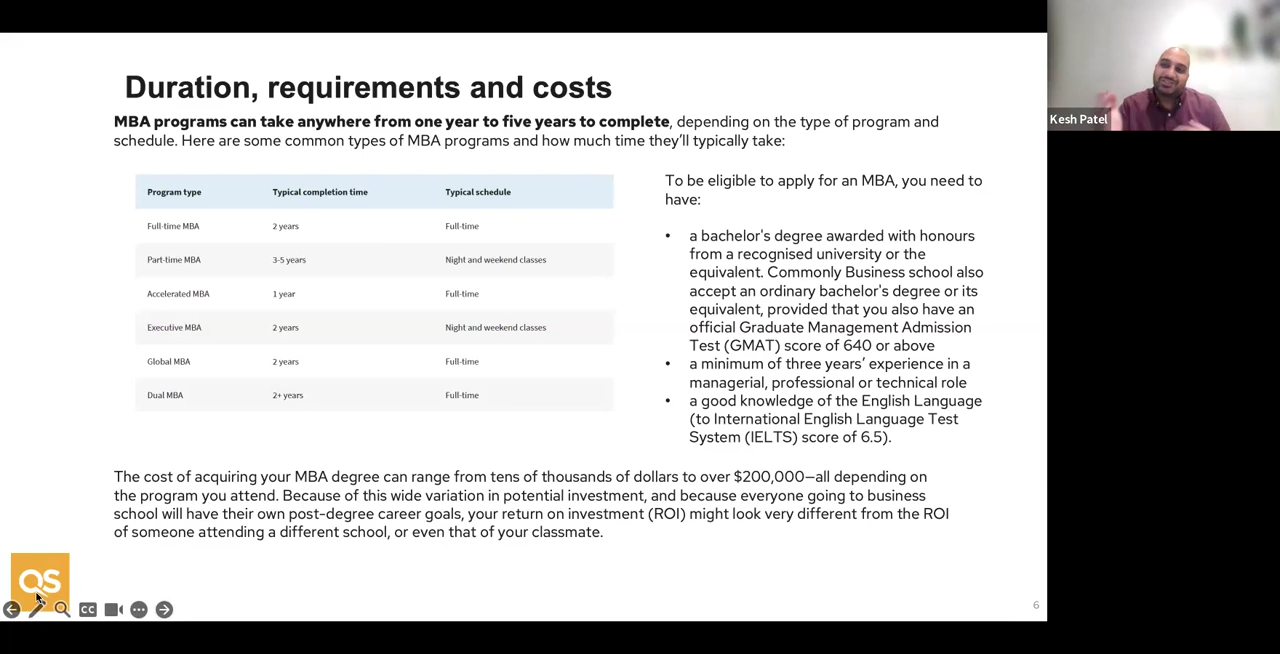 Duration, requirements and costs
MBA programs can take anywhere from one year to five years to complete, depending on the type of program and
schedule. Here are some common types of MBA programs and how much time they'll typically take:
Program type Typical completion time Typical schedule
Full-time MBA 2 years Full-time
Part-time MBA 3-5 years Night and weekend classes
Accelerated MBA 1 year Full-time
Executive MBA 2 years Night and weekend classes
Global MBA 2 years Full-time
Dual MBA 2+ years Full-time
To be eligible to apply for an MBA, you need to
have:
• a bachelor's degree awarded with honours
from a recognised university or the
equivalent. Commonly Business school also
accept an ordinary bachelor's degree or its
equivalent, provided that you also have an
official Graduate Management Admission
Test (GMAT) score of 640 or above
• a minimum of three years' experience in a
managerial, professional or technical role
• a good knowledge of the English Language
(to International English Language Test
System (IELTS) score of 6.5).
The cost of acquiring your MBA degree can range from tens of thousands of dollars to over $200,000—all depending on
the program you attend. Because of this wide variation in potential investment, and because everyone going to business
school will have their own post-degree career goals, your return on investment (ROI) might look very different from the ROI
of someone attending a different school, or even that of your classmate.
QS
CC
6
Kesh Patel